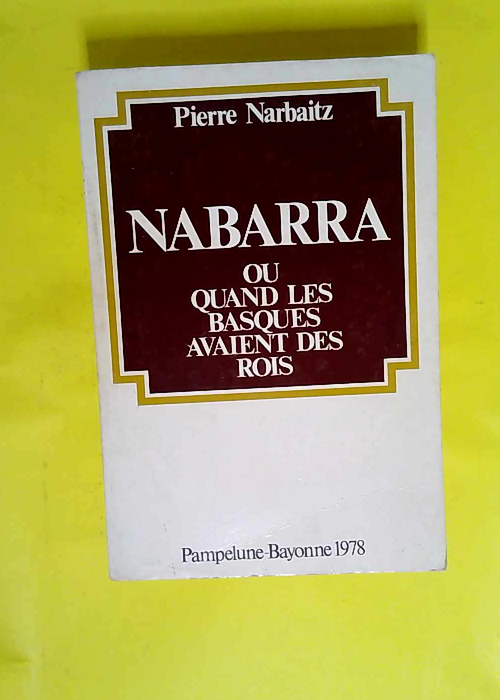 Pierre Narbaitz
NABARRA
OU
QUAND LES
BASQUES
AVAIENT DES
ROIS
Pampelune-Bayonne 1978